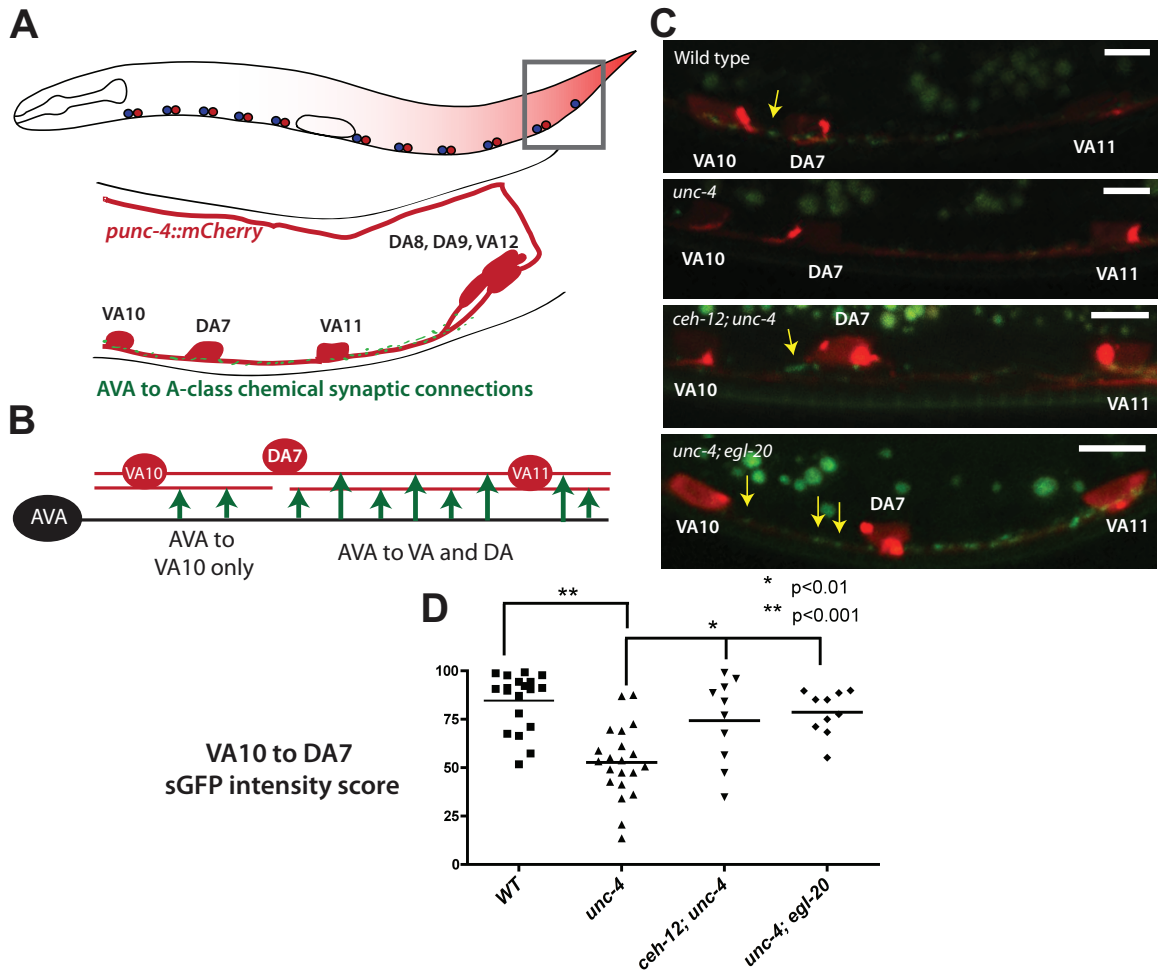 A
punc-4::mCherry
DA8, DA9, VA12
VA10
DA7
VA11
AVA to A-class chemical synaptic connections
B
VA10
DA7
VA11
AVA
AVA to
VA10 only
AVA to VA and DA
C
Wild type
VA10
DA7
VA11
unc-4
VA10
DA7
VA11
ceh-12; unc-4
DA7
VA10
VA11
unc-4; egl-20
DA7
VA10
VA11
D
* p<0.01
** p<0.001
**
*
VA10 to DA7
sGFP intensity score
100
75
50
25
0
WT
unc-4
ceh-12; unc-4
unc-4; egl-20